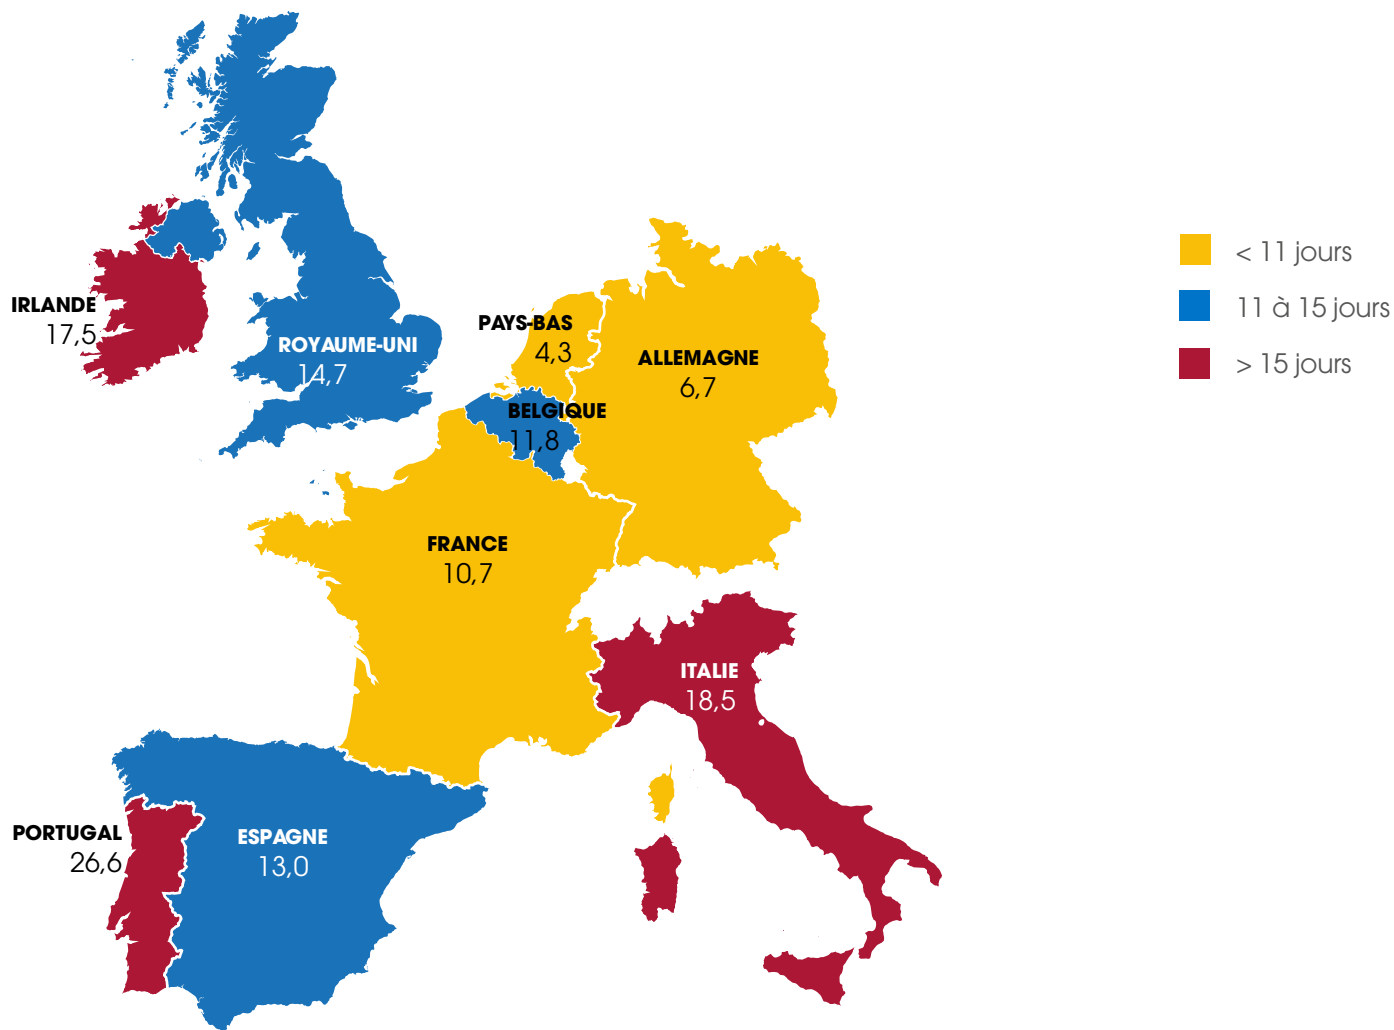 IRLANDE
17,5
ROYAUME-UNI
14,7
PAYS-BAS
4,3
ALLEMAGNE
6,7
BELGIQUE
11,8
FRANCE
10,7
ITALIE
18,5
PORTUGAL
26,6
ESPAGNE
13,0
< 11 jours
11 à 15 jours
> 15 jours